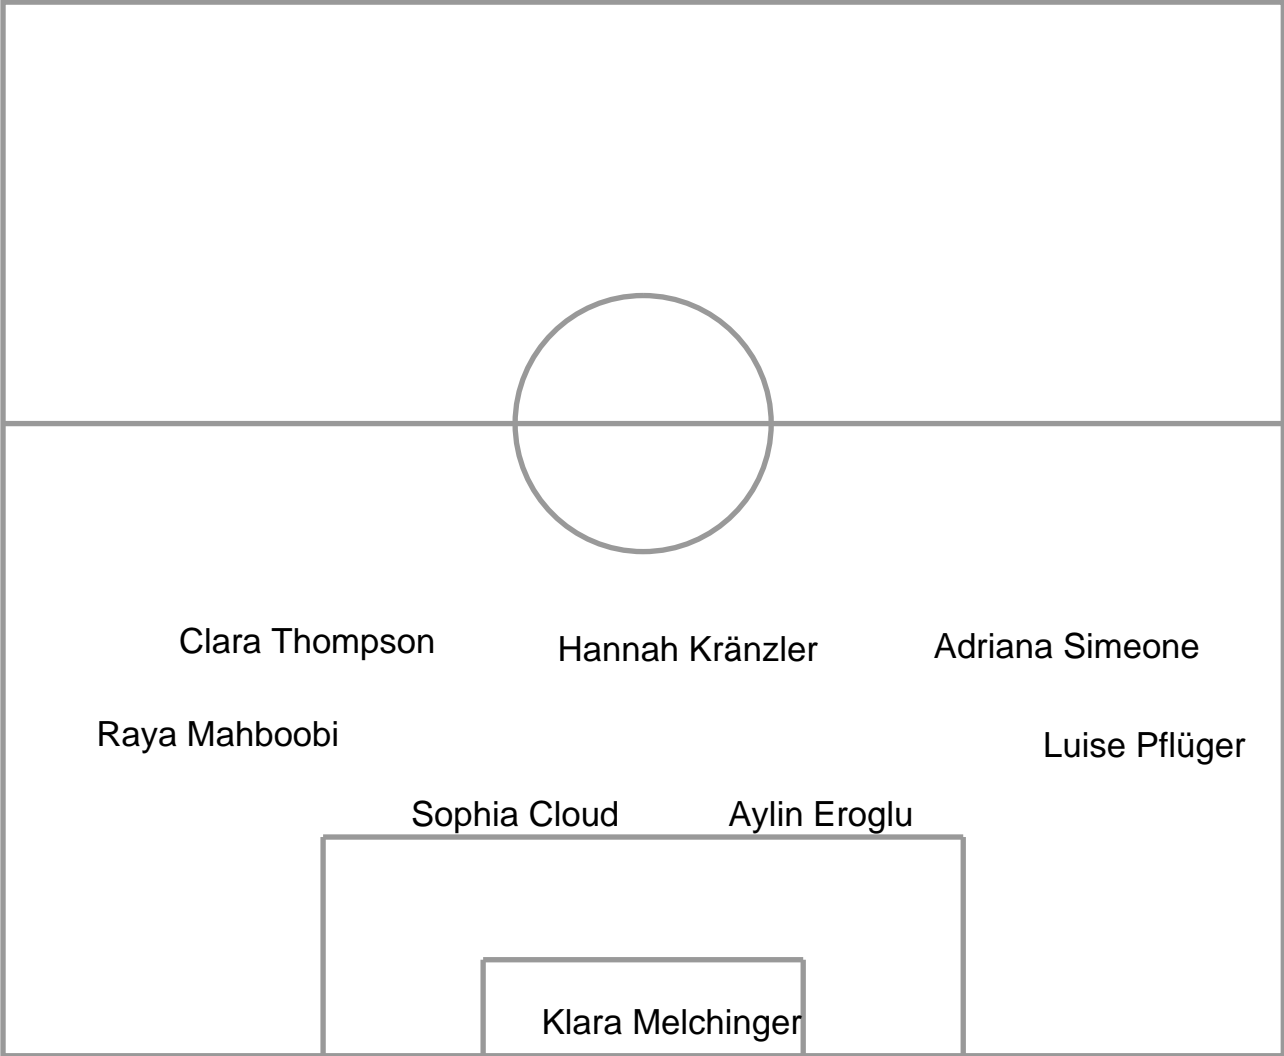 Clara Thompson
Hannah Kränzler
Adriana Simeone
Raya Mahboobi
Luise Pflüger
Sophia Cloud
Aylin Eroglu
Klara Melchinger